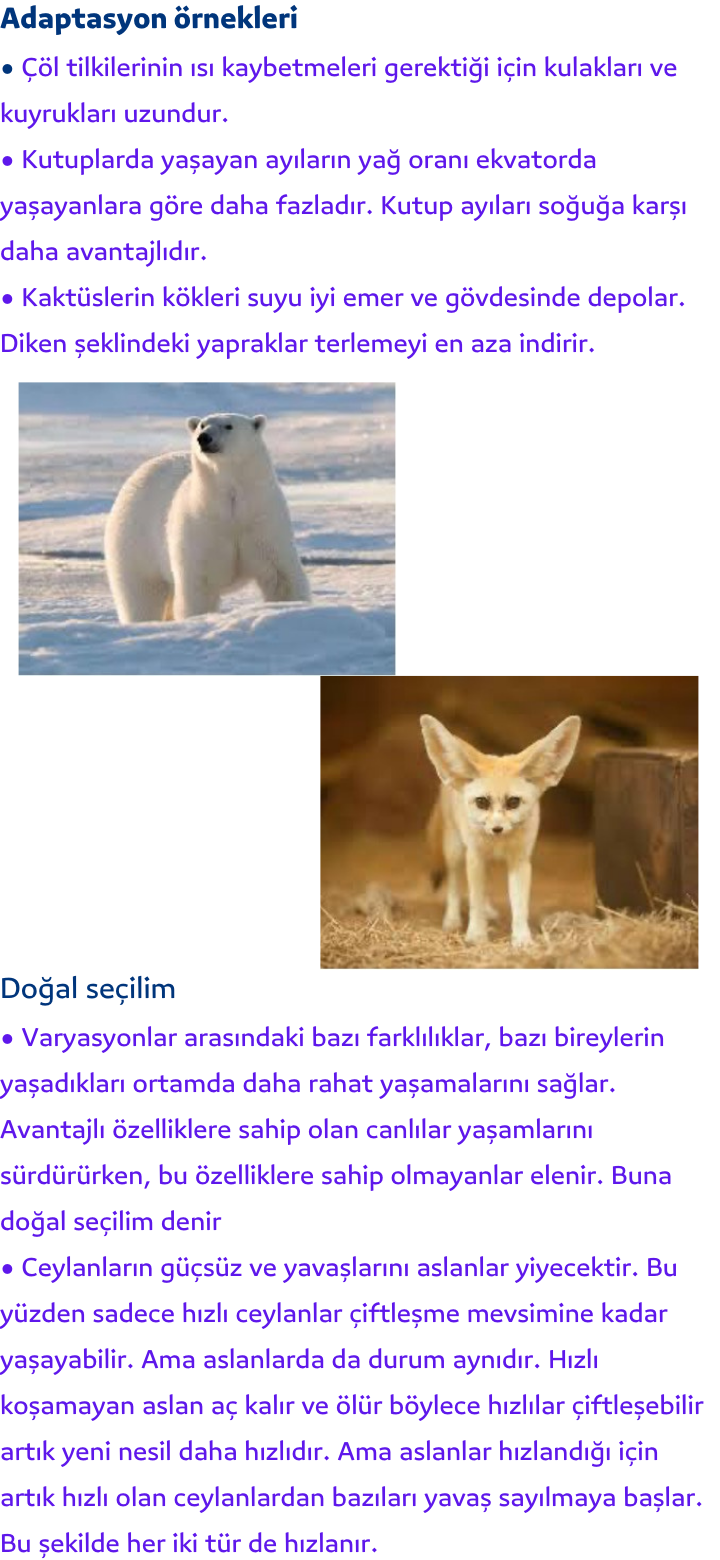 Adaptasyon örnekleri
• Çöl tilkilerinin ısı kaybetmeleri gerektiği için kulakları ve
kuyrukları uzundur.
• Kutuplarda yaşayan ayıların yağ oranı ekvatorda
yaşayanlara göre daha fazladır. Kutup ayıları soğuğa karşı
daha avantajlıdır.
• Kaktüslerin kökleri suyu iyi emer ve gövdesinde depolar.
Diken şeklindeki yapraklar terlemeyi en aza indirir.
Doğal seçilim
• Varyasyonlar arasındaki bazı farklılıklar, bazı bireylerin
yaşadıkları ortamda daha rahat yaşamalarını sağlar.
Avantajlı özelliklere sahip olan canlılar yaşamlarını
sürdürürken, bu özelliklere sahip olmayanlar elenir. Buna
doğal seçilim denir
• Ceylanların güçsüz ve yavaşlarını aslanlar yiyecektir. Bu
yüzden sadece hızlı ceylanlar çiftleşme mevsimine kadar
yaşayabilir. Ama aslanlarda da durum aynıdır. Hızlı
koşamayan aslan aç kalır ve ölür böylece hızlılar çiftleşebilir
artık yeni nesil daha hızlıdır. Ama aslanlar hızlandığı için
artık hızlı olan ceylanlardan bazıları yavaş sayılmaya başlar.
Bu şekilde her iki tür de hızlanır.